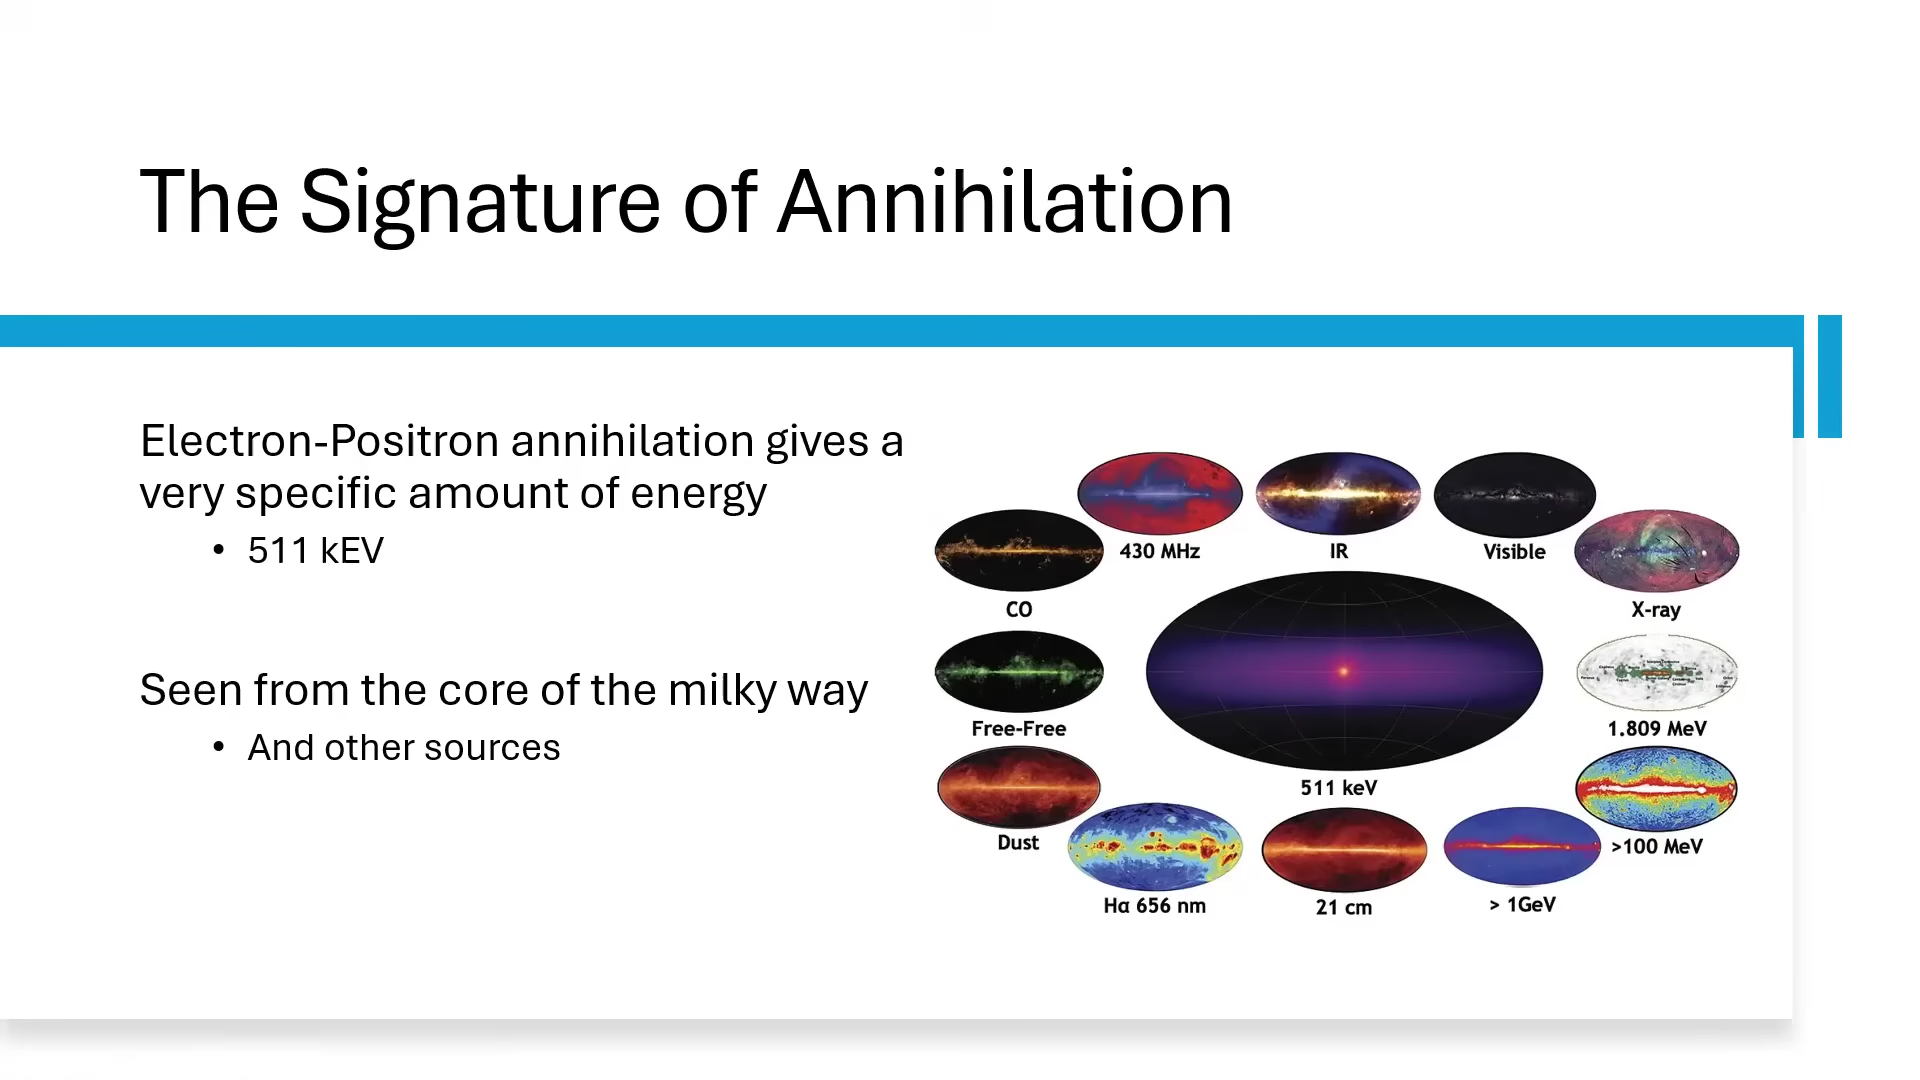 The Signature of Annihilation
Electron-Positron annihilation gives a
very specific amount of energy
• 511 kEV
Seen from the core of the milky way
• And other sources
430 MHz
IR
Visible
CO
X-ray
Free-Free
1.809 MeV
511 keV
Dust
>100 MeV
Hα 656 nm
21 cm
> 1GeV